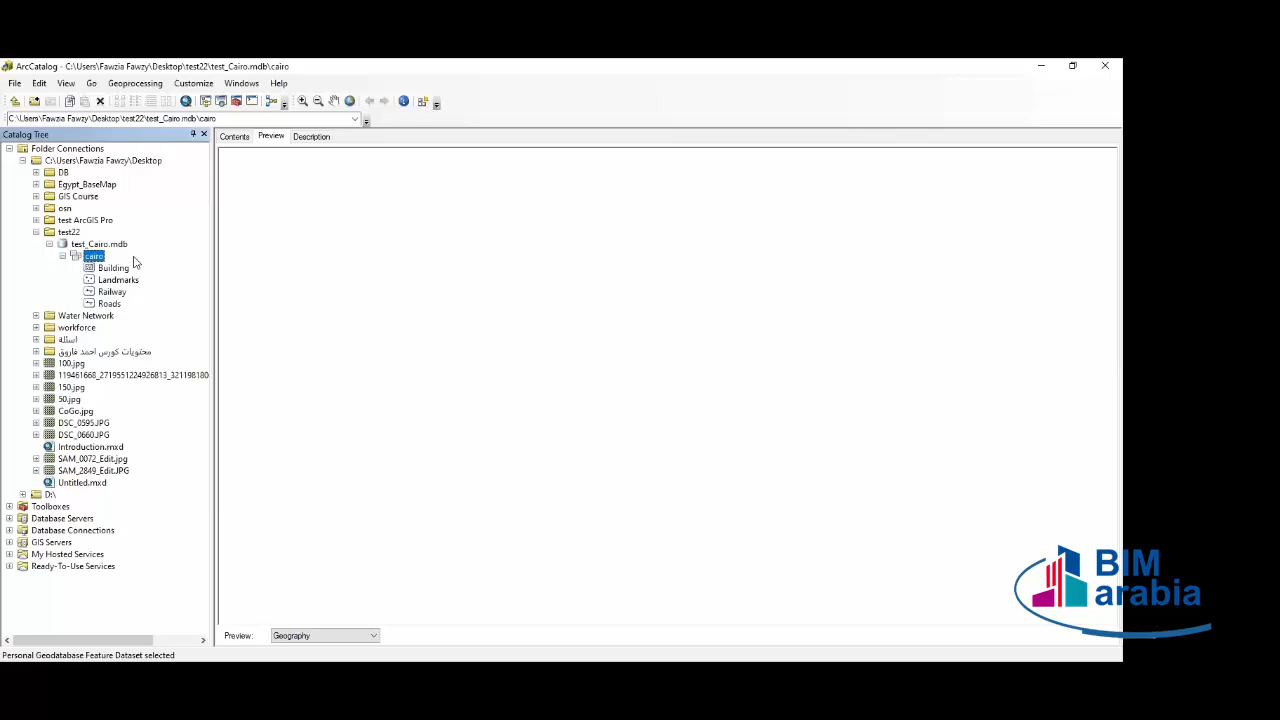 ArcCatalog - C:\Users\Fawzia Fawzy\Desktop\test22\test_Cairo.mdb\cairo
File Edit View Go Geoprocessing Customize Windows Help
C:\Users\Fawzia Fawzy\Desktop\test22\test_Cairo.mdb\cairo
Catalog Tree
Contents Preview Description
Folder Connections
C:\Users\Fawzia Fawzy\Desktop
DB
Egypt_BaseMap
GIS Course
osn
test ArcGIS Pro
test22
test_Cairo.mdb
cairo
Building
Landmarks
Railway
Roads
Water Network
workforce
اسئلة
محتويات كورس احمد فاروق
100.jpg
119461668_2719551224926813_321198180
150.jpg
50.jpg
CoGo.jpg
DSC_0595.JPG
DSC_0660.JPG
Introduction.mxd
SAM_0072_Edit.jpg
SAM_2849_Edit.JPG
Untitled.mxd
D:\
Toolboxes
Database Servers
Database Connections
GIS Servers
My Hosted Services
Ready-To-Use Services
Preview: Geography
Personal Geodatabase Feature Dataset selected
BIM
arabia